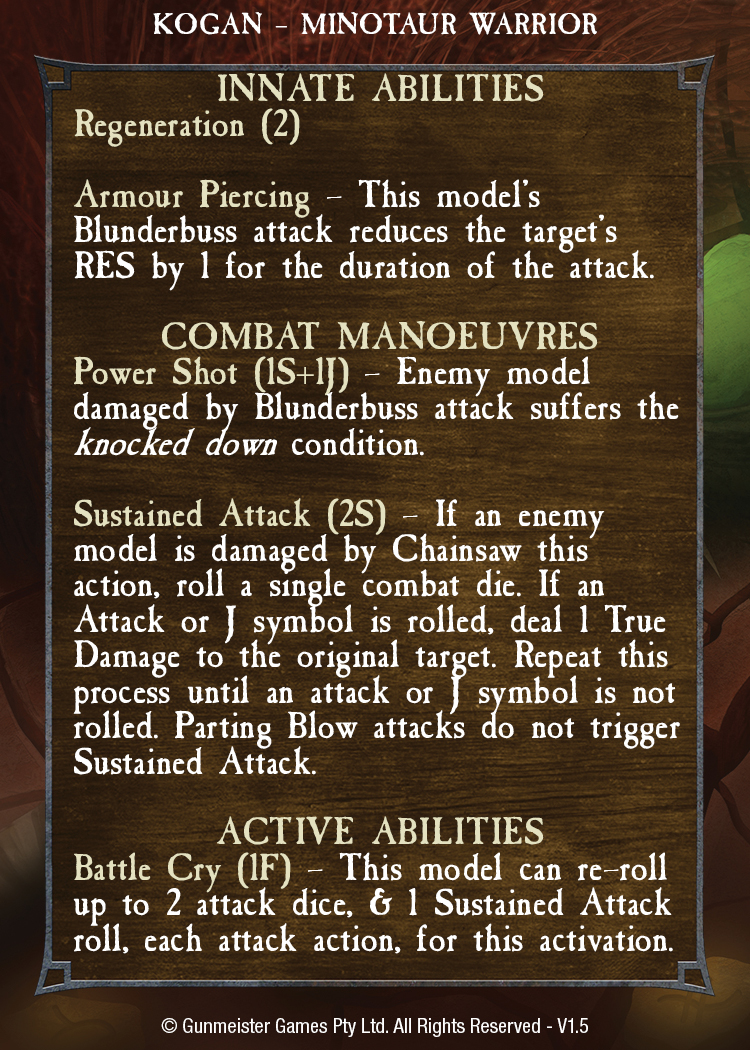 KOGAN – MINOTAUR WARRIOR
INNATE ABILITIES
Regeneration (2)
Armour Piercing – This model's
Blunderbuss attack reduces the target's
RES by 1 for the duration of the attack.
COMBAT MANOEUVRES
Power Shot (1S+1J) – Enemy model
damaged by Blunderbuss attack suffers the
knocked down condition.
Sustained Attack (2S) – If an enemy
model is damaged by Chainsaw this
action, roll a single combat die. If an
Attack or J symbol is rolled, deal 1 True
Damage to the original target. Repeat this
process until an attack or J symbol is not
rolled. Parting Blow attacks do not trigger
Sustained Attack.
ACTIVE ABILITIES
Battle Cry (1F) – This model can re-roll
up to 2 attack dice, & 1 Sustained Attack
roll, each attack action, for this activation.
© Gunmeister Games Pty Ltd. All Rights Reserved - V1.5